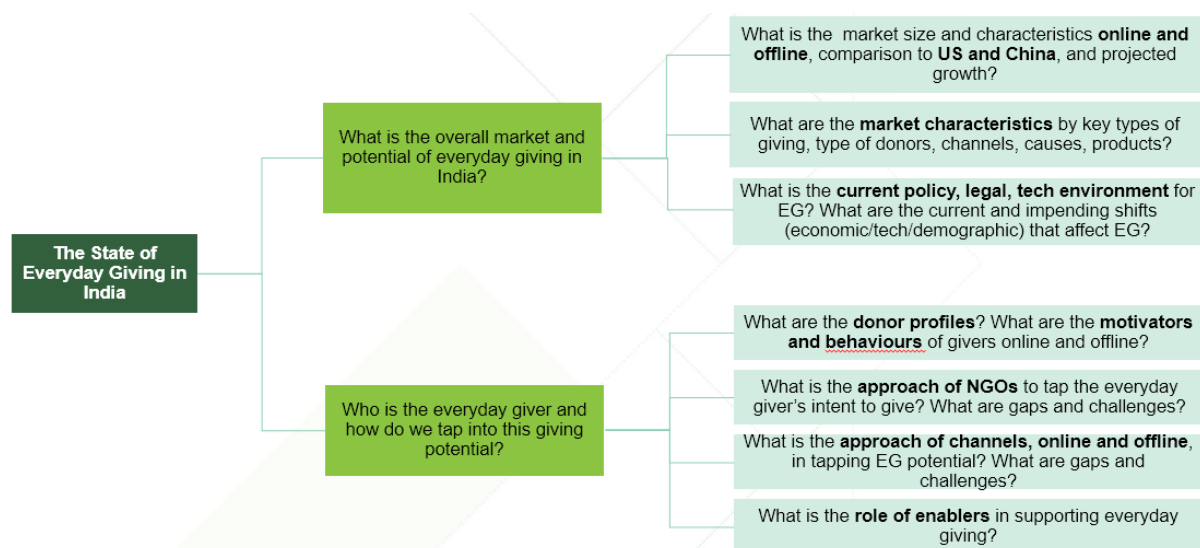 The State of
Everyday Giving in
India
What is the overall market and
potential of everyday giving in
India?
What is the market size and characteristics online and
offline, comparison to US and China, and projected
growth?
What are the market characteristics by key types of
giving, type of donors, channels, causes, products?
What is the current policy, legal, tech environment for
EG? What are the current and impending shifts
(economic/tech/demographic) that affect EG?
Who is the everyday giver and
how do we tap into this giving
potential?
What are the donor profiles? What are the motivators
and behaviours of givers online and offline?
What is the approach of NGOs to tap the everyday
giver’s intent to give? What are gaps and challenges?
What is the approach of channels, online and offline,
in tapping EG potential? What are gaps and
challenges?
What is the role of enablers in supporting everyday
giving?